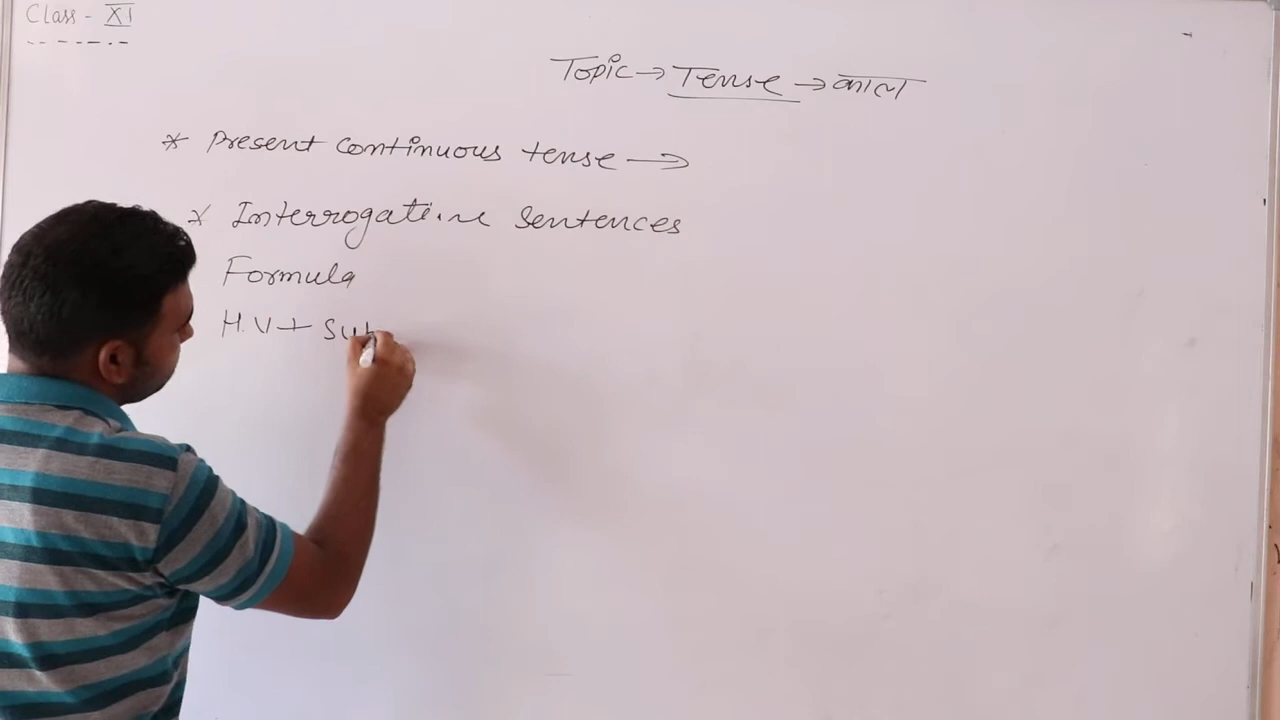 Class - XI
Topic → Tense → काल
* Present continuous tense →
* Interrogative sentences
Formula
H.V + Sub